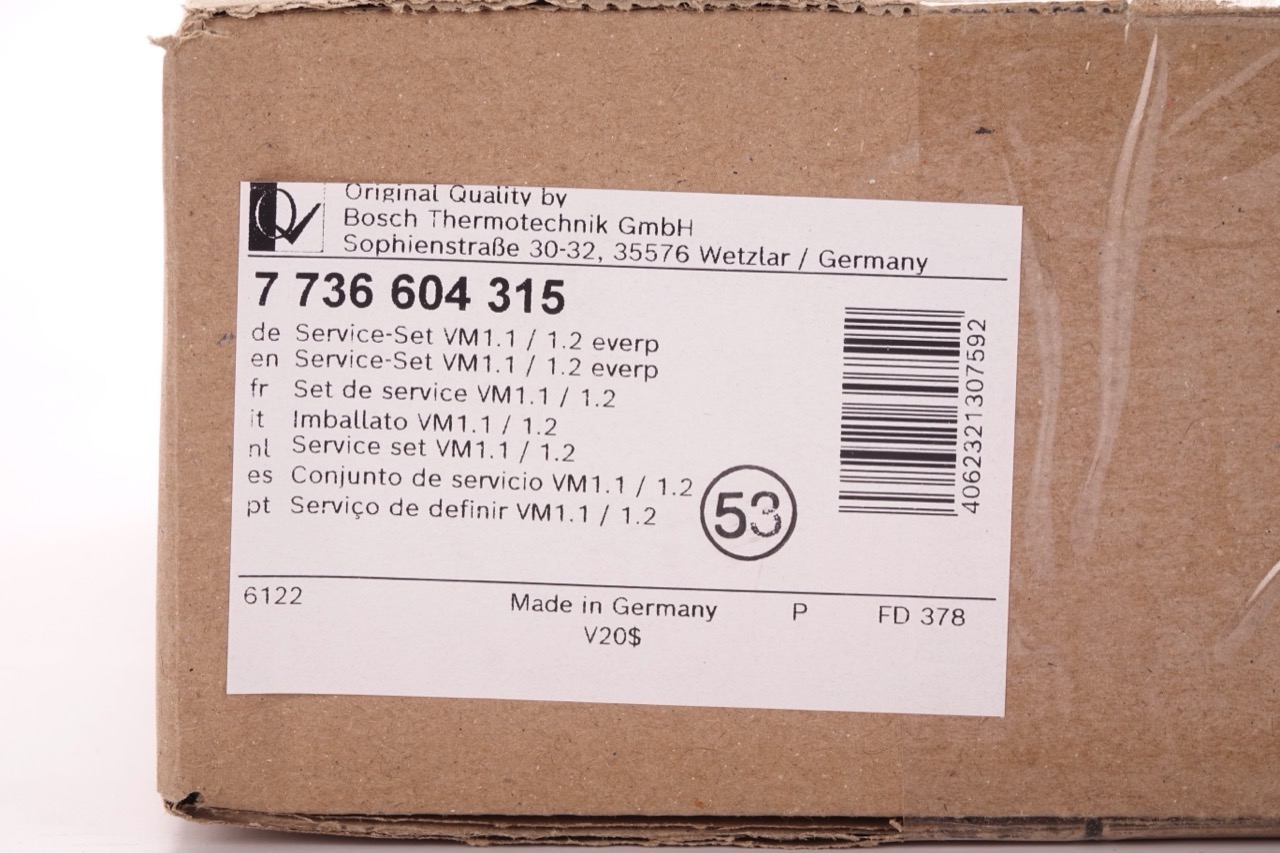 Original Quality by
Bosch Thermotechnik GmbH
Sophienstraße 30-32, 35576 Wetzlar / Germany
7 736 604 315
de Service-Set VM1.1 / 1.2 everp
en Service-Set VM1.1 / 1.2 everp
fr Set de service VM1.1 / 1.2
it Imballato VM1.1 / 1.2
nl Service set VM1.1 / 1.2
es Conjunto de servicio VM1.1 / 1.2
pt Serviço de definir VM1.1 / 1.2
53
4062321307592
6122 Made in Germany P FD 378
V20$